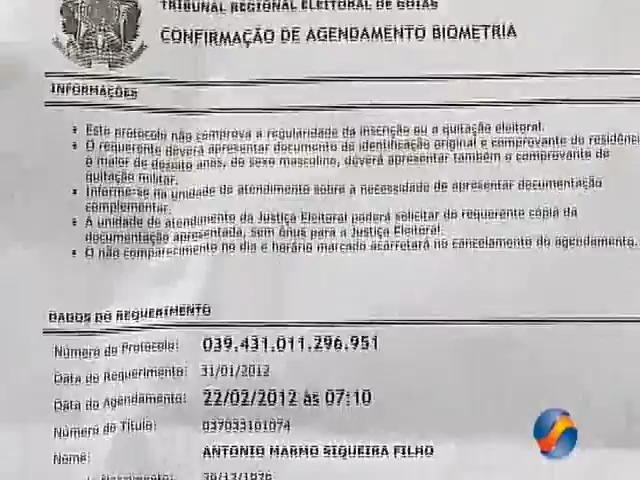 TRIBUNAL REGIONAL ELEITORAL DE GOIÁS
CONFIRMAÇÃO DE AGENDAMENTO BIOMETRIA
INFORMAÇÕES
• Este protocolo não comprova a regularidade da inscrição ou a quitação eleitoral.
• O requerente deverá apresentar documento de identificação original e comprovante de residênci
o maior de dezoito anos, do sexo masculino, deverá apresentar também o comprovante de
quitação militar.
• Informe-se na unidade de atendimento sobre a necessidade de apresentar documentação
complementar.
• A unidade de atendimento da Justiça Eleitoral poderá solicitar do requerente cópia da
documentação apresentada, sem ônus para a Justiça Eleitoral.
• O não comparecimento no dia e horário marcado acarretará no cancelamento do agendamento.
DADOS DO REQUERIMENTO
Número do Protocolo: 039.431.011.296.951
Data do Requerimento: 31/01/2012
Data do Agendamento: 22/02/2012 às 07:10
Número do Título: 037033101074
Nome: ANTONIO MARMO SIQUEIRA FILHO